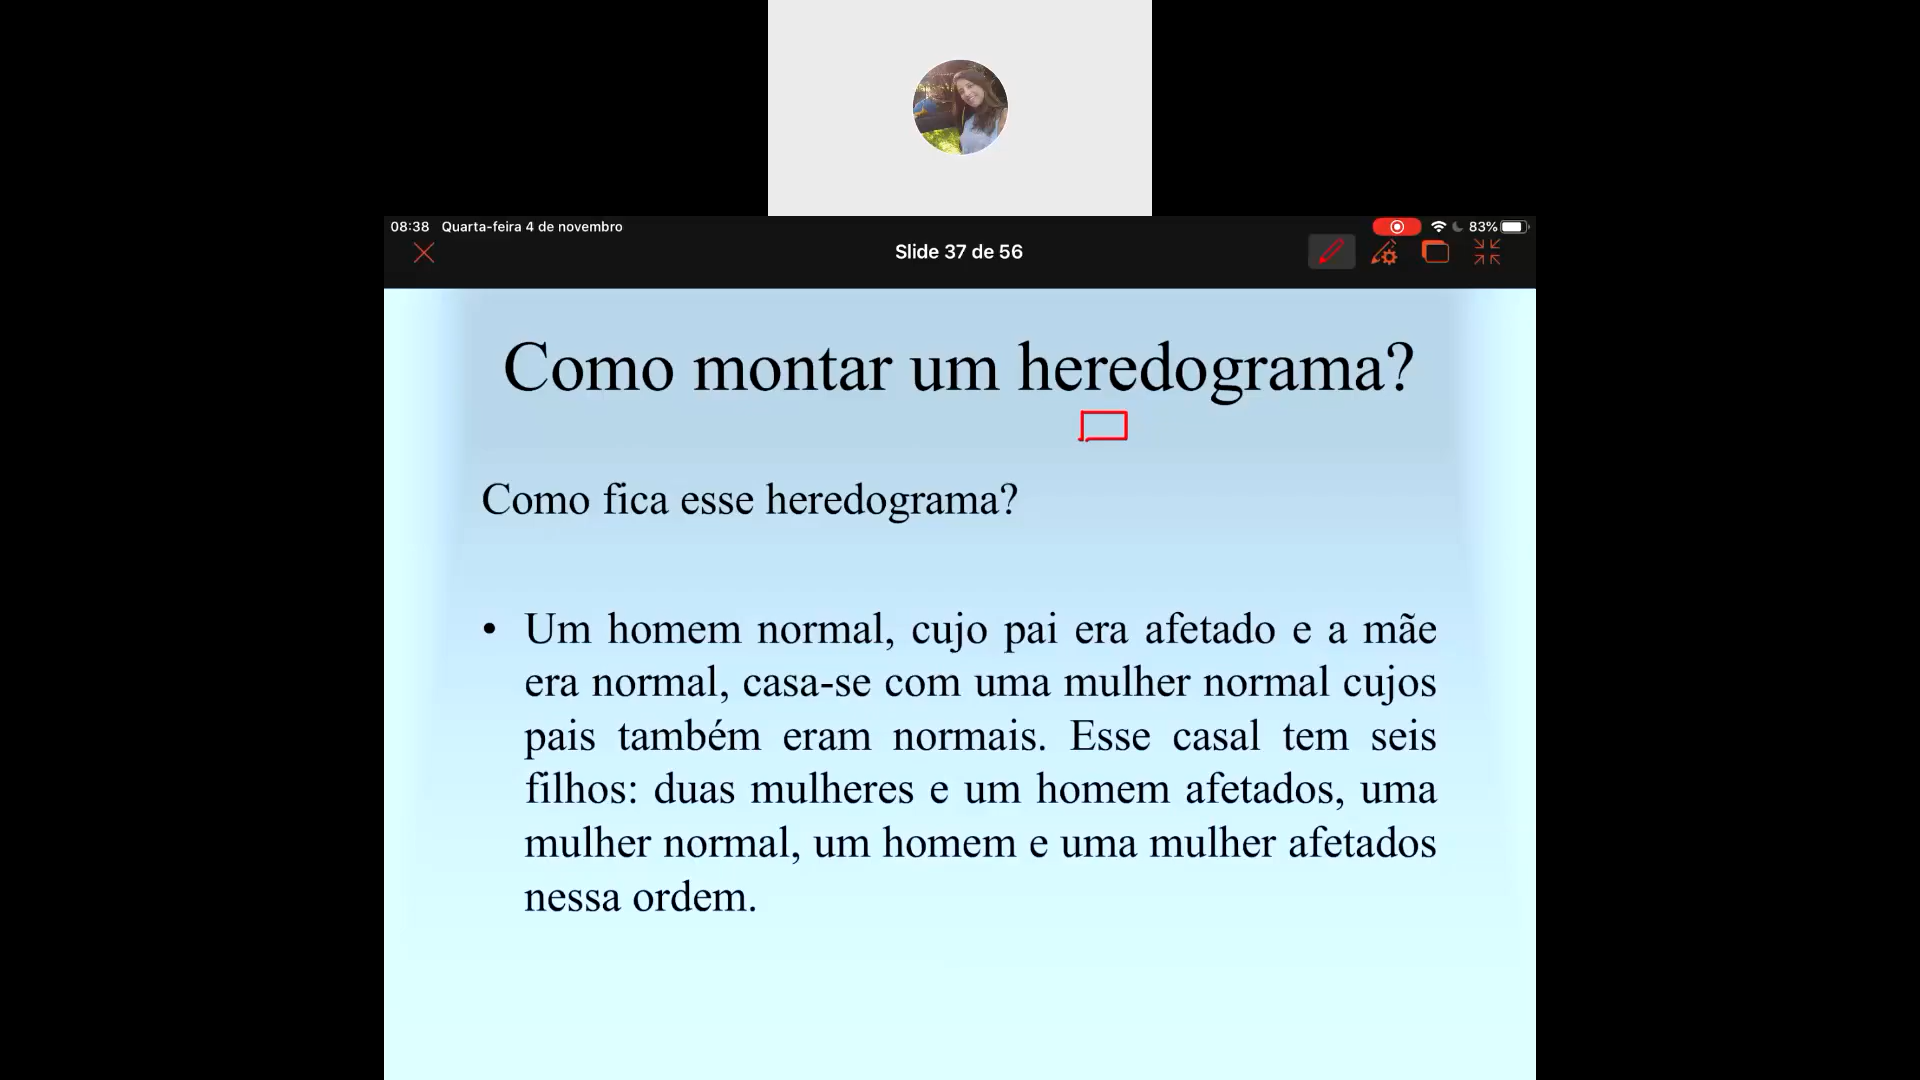 08:38 Quarta-feira 4 de novembro
83%
Slide 37 de 56
Como montar um heredograma?
Como fica esse heredograma?
• Um homem normal, cujo pai era afetado e a mãe
era normal, casa-se com uma mulher normal cujos
pais também eram normais. Esse casal tem seis
filhos: duas mulheres e um homem afetados, uma
mulher normal, um homem e uma mulher afetados
nessa ordem.